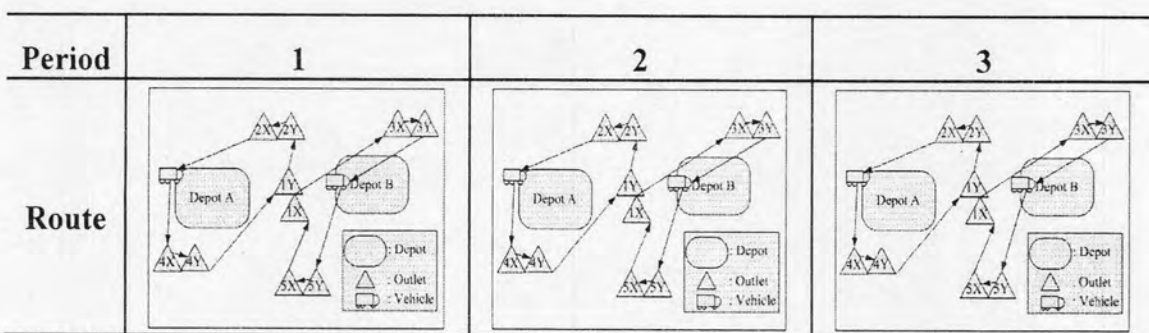 Period 1 2 3
Route
2X 2Y 3X 3Y
1Y
1X
Depot A Depot B
4X 4Y
5X 5Y
: Depot
: Outlet
: Vehicle
2X 2Y 3X 3Y
1Y
1X
Depot A Depot B
4X 4Y
5X 5Y
: Depot
: Outlet
: Vehicle
2X 2Y 3X 3Y
1Y
1X
Depot A Depot B
4X 4Y
5X 5Y
: Depot
: Outlet
: Vehicle